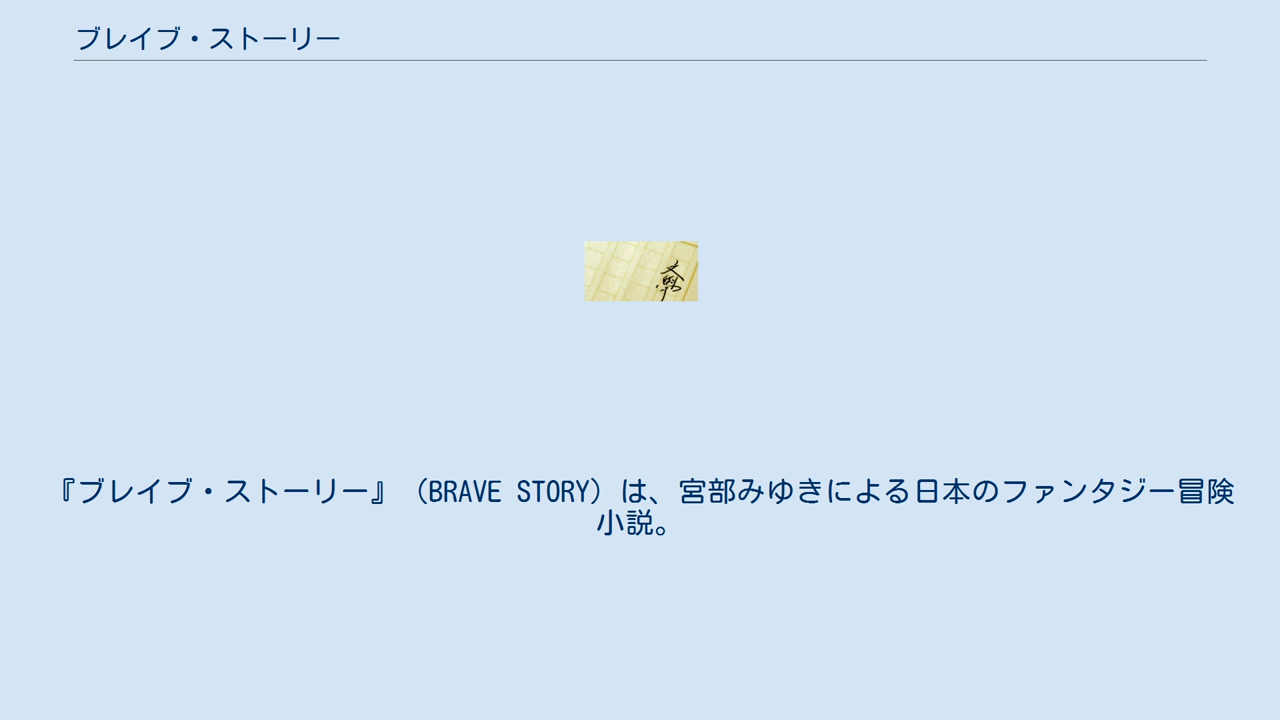 ブレイブ・ストーリー
『ブレイブ・ストーリー』（BRAVE STORY）は、宮部みゆきによる日本のファンタジー冒険
小説。